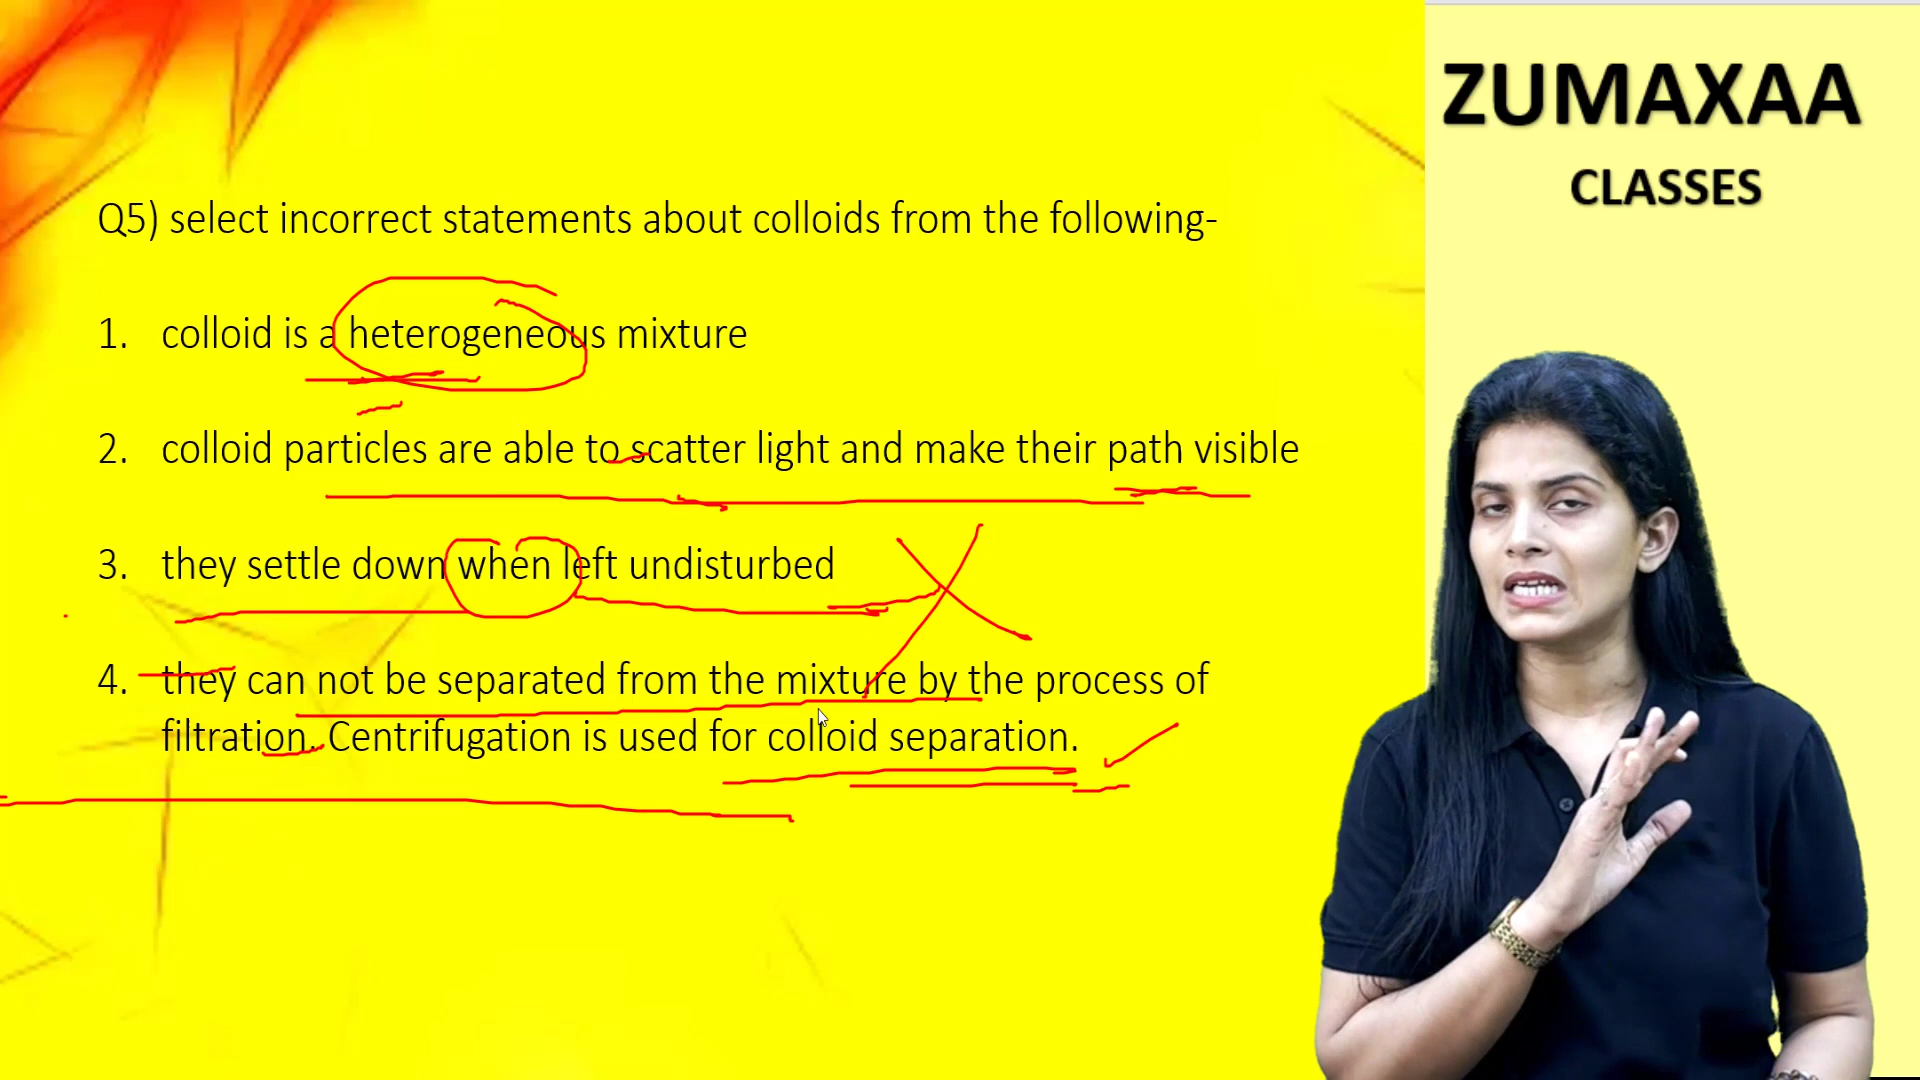 ZUMAXAA
CLASSES
Q5) select incorrect statements about colloids from the following-
1. colloid is a heterogeneous mixture
2. colloid particles are able to scatter light and make their path visible
3. they settle down when left undisturbed
4. they can not be separated from the mixture by the process of
filtration. Centrifugation is used for colloid separation.